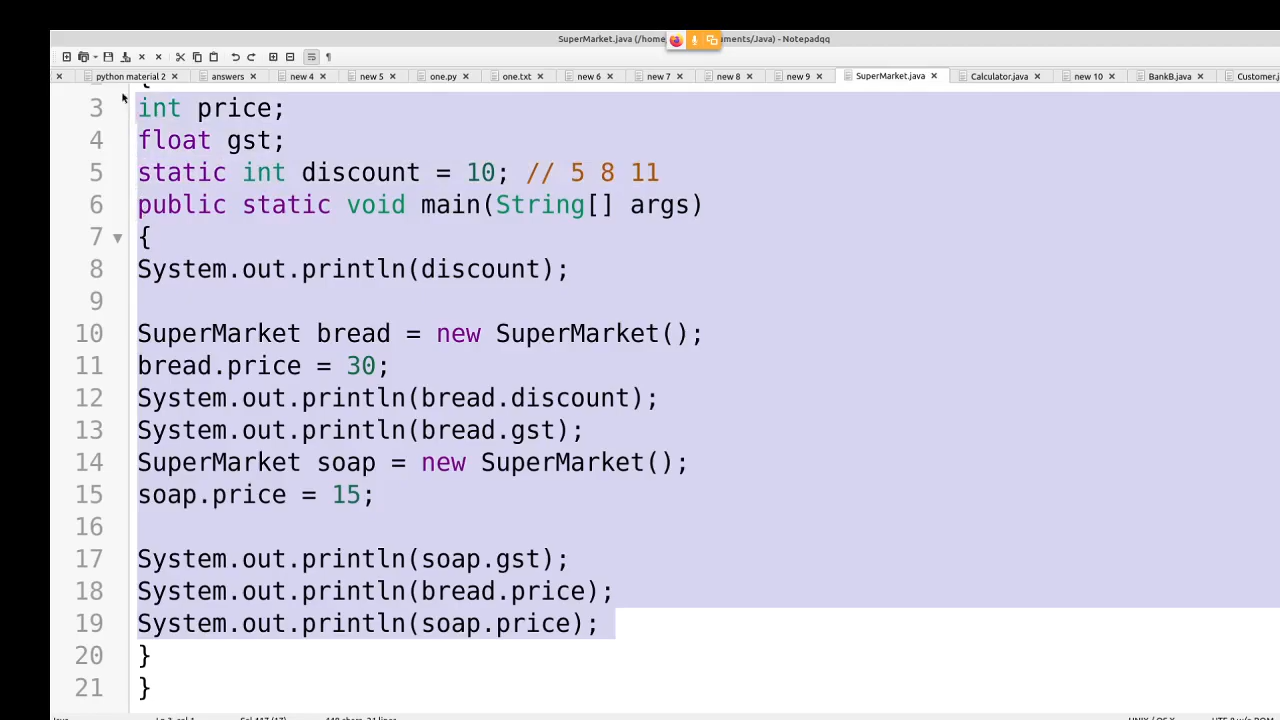 SuperMarket.java (/home uments/Java) - Notepadqq
python material 2 answers new 4 new 5 one.py one.txt new 6 new 7 new 8 new 9 SuperMarket.java Calculator.java new 10 BankB.java Customer.j
3 int price;
4 float gst;
5 static int discount = 10; // 5 8 11
6 public static void main(String[] args)
7 {
8 System.out.println(discount);
9
10 SuperMarket bread = new SuperMarket();
11 bread.price = 30;
12 System.out.println(bread.discount);
13 System.out.println(bread.gst);
14 SuperMarket soap = new SuperMarket();
15 soap.price = 15;
16
17 System.out.println(soap.gst);
18 System.out.println(bread.price);
19 System.out.println(soap.price);
20 }
21 }